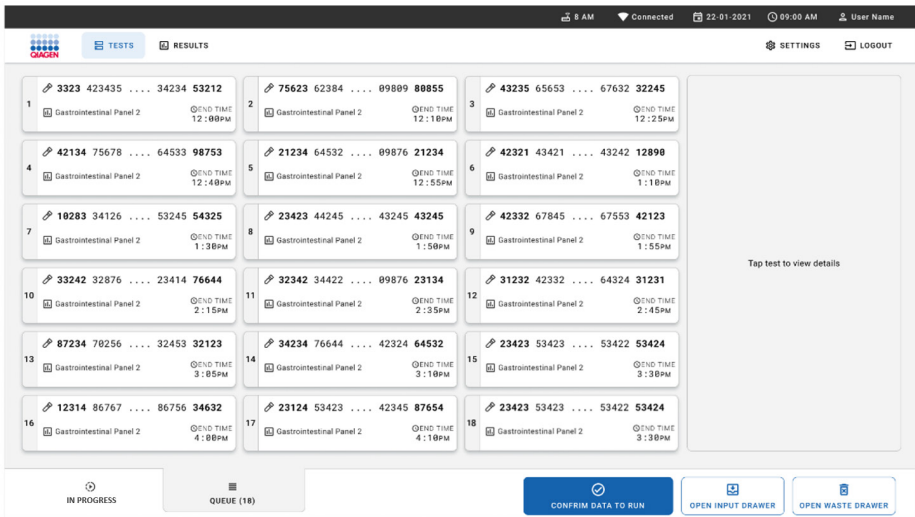 8 AM Connected 22-01-2021 09:00 AM User Name
QIAGEN TESTS RESULTS SETTINGS LOGOUT
1 3323 423435 .... 34234 53212
Gastrointestinal Panel 2 END TIME 12:00PM
2 75623 62384 .... 09809 80855
Gastrointestinal Panel 2 END TIME 12:10PM
3 43235 65653 .... 67632 32245
Gastrointestinal Panel 2 END TIME 12:25PM
4 42134 75678 .... 64533 98753
Gastrointestinal Panel 2 END TIME 12:40PM
5 21234 64532 .... 09876 21234
Gastrointestinal Panel 2 END TIME 12:55PM
6 42321 43421 .... 43242 12890
Gastrointestinal Panel 2 END TIME 1:10PM
7 10283 34126 .... 53245 54325
Gastrointestinal Panel 2 END TIME 1:30PM
8 23423 44245 .... 43245 43245
Gastrointestinal Panel 2 END TIME 1:50PM
9 42332 67845 .... 67553 42123
Gastrointestinal Panel 2 END TIME 1:55PM
10 33242 32876 .... 23414 76644
Gastrointestinal Panel 2 END TIME 2:15PM
11 32342 34422 .... 09876 23134
Gastrointestinal Panel 2 END TIME 2:35PM
12 31232 42332 .... 64324 31231
Gastrointestinal Panel 2 END TIME 2:45PM
13 87234 70256 .... 32453 32123
Gastrointestinal Panel 2 END TIME 3:05PM
14 34234 76644 .... 42324 64532
Gastrointestinal Panel 2 END TIME 3:10PM
15 23423 53423 .... 53422 53424
Gastrointestinal Panel 2 END TIME 3:30PM
16 12314 86767 .... 86756 34632
Gastrointestinal Panel 2 END TIME 4:00PM
17 23124 53423 .... 42345 87654
Gastrointestinal Panel 2 END TIME 4:10PM
18 23423 53423 .... 53422 53424
Gastrointestinal Panel 2 END TIME 3:30PM
Tap test to view details
IN PROGRESS QUEUE (18) CONFRIM DATA TO RUN OPEN INPUT DRAWER OPEN WASTE DRAWER